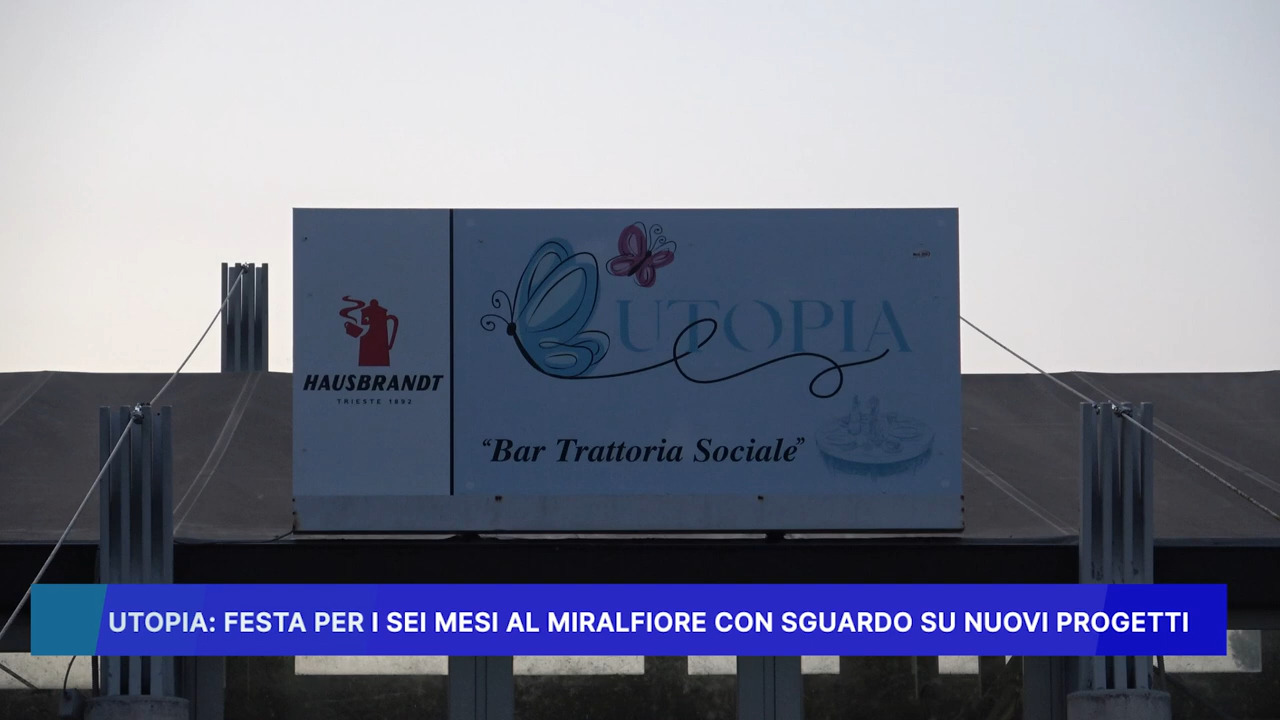 UTOPIA
HAUSBRANDT
TRIESTE 1892
“Bar Trattoria Sociale”
UTOPIA: FESTA PER I SEI MESI AL MIRALFIORE CON SGUARDO SU NUOVI PROGETTI